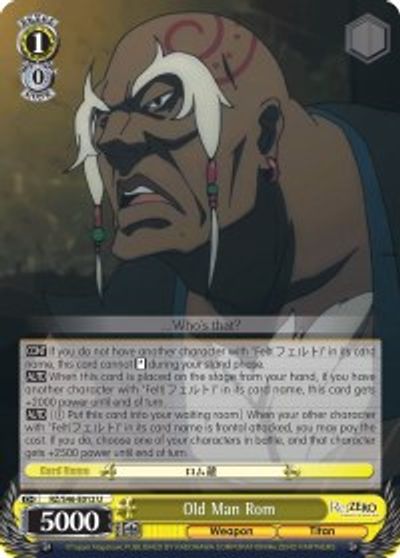 1
0
...Who's that?
CONT If you do not have another character with "Felt(フェルト)" in its card
name, this card cannot during your stand phase.
AUTO When this card is placed on the stage from your hand, if you have
another character with "Felt(フェルト)" in its card name, this card gets
+2000 power until end of turn.
AUTO [① Put this card into your waiting room] When your other character
with "Felt(フェルト)" in its card name is frontal attacked, you may pay the
cost. If you do, choose one of your characters in battle, and that character
gets +2500 power until end of turn.
Card Name
ロム爺
RZ/S46-E012 U
5000
Old Man Rom
Re:ZERO
Weapon
Titan